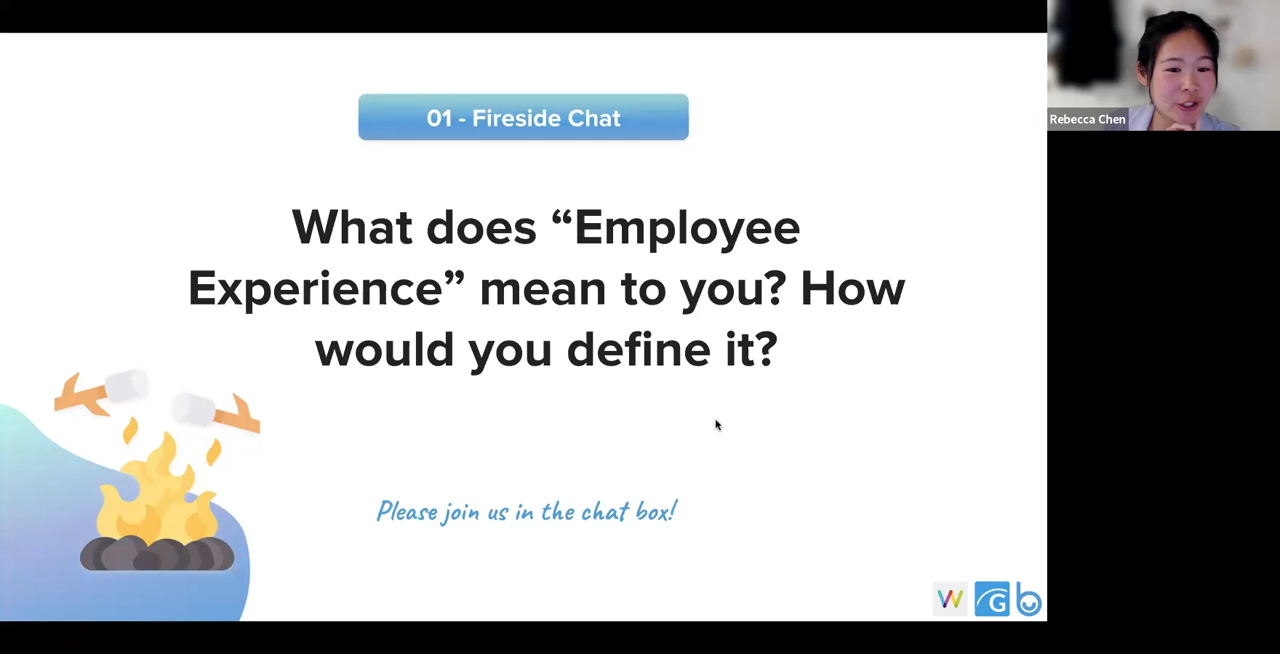 01 - Fireside Chat
What does “Employee
Experience” mean to you? How
would you define it?
Please join us in the chat box!
Rebecca Chen
W
G
b